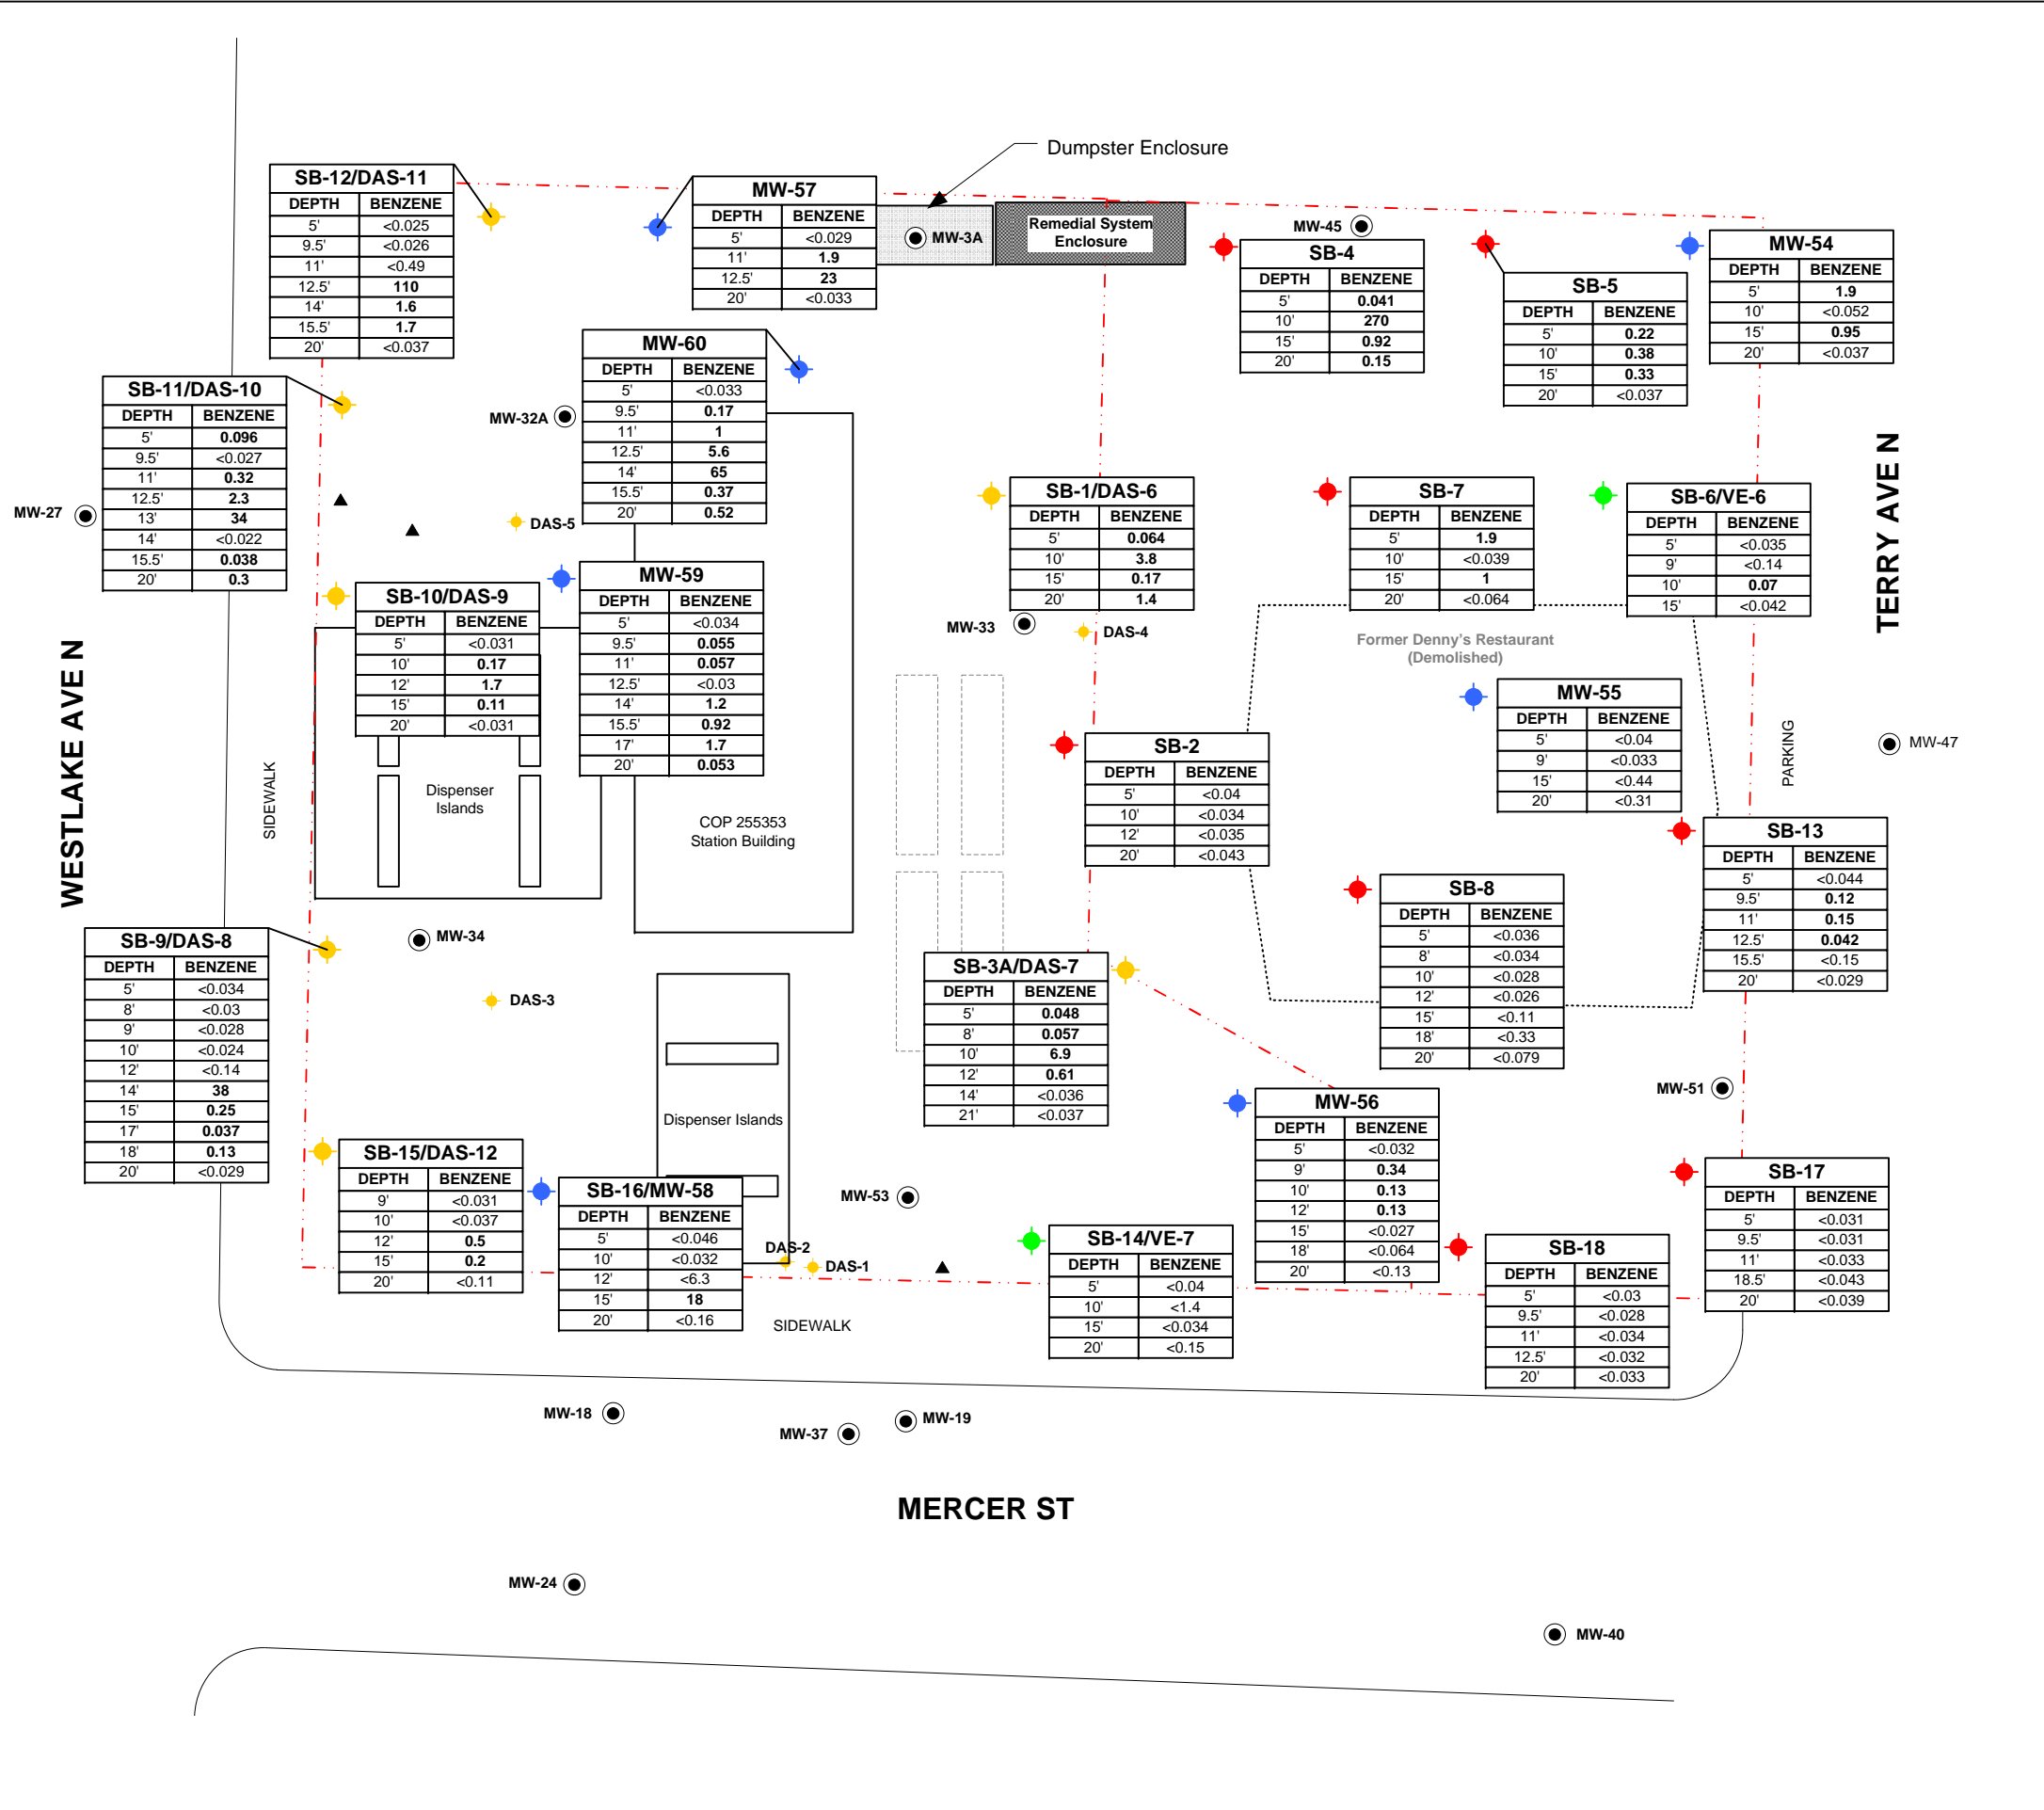 Dumpster Enclosure
SB-12/DAS-11
DEPTH BENZENE
5' <0.025
9.5' <0.026
11' <0.49
12.5' 110
14' 1.6
15.5' 1.7
20' <0.037
MW-57
DEPTH BENZENE
5' <0.029
11' 1.9
12.5' 23
20' <0.033
MW-3A
Remedial System
Enclosure
MW-45
SB-4
DEPTH BENZENE
5' 0.041
10' 270
15' 0.92
20' 0.15
SB-5
DEPTH BENZENE
5' 0.22
10' 0.38
15' 0.33
20' <0.037
MW-54
DEPTH BENZENE
5' 1.9
10' <0.052
15' 0.95
20' <0.037
SB-11/DAS-10
DEPTH BENZENE
5' 0.096
9.5' <0.027
11' 0.32
12.5' 2.3
13' 34
14' <0.022
15.5' 0.038
20' 0.3
MW-27
MW-32A
MW-60
DEPTH BENZENE
5' <0.033
9.5' 0.17
11' 1
12.5' 5.6
14' 65
15.5' 0.37
20' 0.52
DAS-5
SB-1/DAS-6
DEPTH BENZENE
5' 0.064
10' 3.8
15' 0.17
20' 1.4
SB-7
DEPTH BENZENE
5' 1.9
10' <0.039
15' 1
20' <0.064
SB-6/VE-6
DEPTH BENZENE
5' <0.035
9' <0.14
10' 0.07
15' <0.042
TERRY AVE N
SB-10/DAS-9
DEPTH BENZENE
5' <0.031
10' 0.17
12' 1.7
15' 0.11
20' <0.031
MW-59
DEPTH BENZENE
5' <0.034
9.5' 0.055
11' 0.057
12.5' <0.03
14' 1.2
15.5' 0.92
17' 1.7
20' 0.053
MW-33
DAS-4
Former Denny's Restaurant
(Demolished)
MW-55
DEPTH BENZENE
5' <0.04
9' <0.033
15' <0.44
20' <0.31
PARKING
MW-47
WESTLAKE AVE N
SIDEWALK
Dispenser
Islands
COP 255353
Station Building
SB-2
DEPTH BENZENE
5' <0.04
10' <0.034
12' <0.035
20' <0.043
SB-13
DEPTH BENZENE
5' <0.044
9.5' 0.12
11' 0.15
12.5' 0.042
15.5' <0.15
20' <0.029
SB-8
DEPTH BENZENE
5' <0.036
8' <0.034
10' <0.028
12' <0.026
15' <0.11
18' <0.33
20' <0.079
SB-9/DAS-8
DEPTH BENZENE
5' <0.034
8' <0.03
9' <0.028
10' <0.024
12' <0.14
14' 38
15' 0.25
17' 0.037
18' 0.13
20' <0.029
MW-34
DAS-3
SB-3A/DAS-7
DEPTH BENZENE
5' 0.048
8' 0.057
10' 6.9
12' 0.61
14' <0.036
21' <0.037
Dispenser Islands
MW-51
MW-56
DEPTH BENZENE
5' <0.032
9' 0.34
10' 0.13
12' 0.13
15' <0.027
18' <0.064
20' <0.13
SB-15/DAS-12
DEPTH BENZENE
9' <0.031
10' <0.037
12' 0.5
15' 0.2
20' <0.11
SB-16/MW-58
DEPTH BENZENE
5' <0.046
10' <0.032
12' <6.3
15' 18
20' <0.16
MW-53
DAS-2
DAS-1
SIDEWALK
SB-14/VE-7
DEPTH BENZENE
5' <0.04
10' <1.4
15' <0.034
20' <0.15
SB-18
DEPTH BENZENE
5' <0.03
9.5' <0.028
11' <0.034
12.5' <0.032
20' <0.033
SB-17
DEPTH BENZENE
5' <0.031
9.5' <0.031
11' <0.033
18.5' <0.043
20' <0.039
MW-18
MW-37
MW-19
MERCER ST
MW-24
MW-40